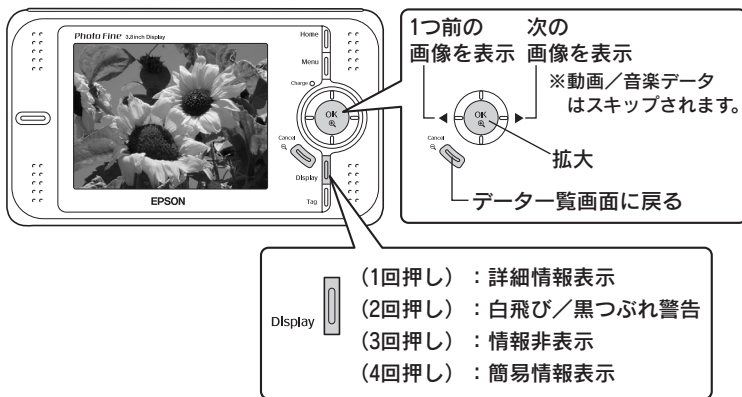 Photo Fine 3.8inch Display
Home
Menu
Charge
OK
Cancel
Display
Tag
EPSON
1つ前の
画像を表示
次の
画像を表示
※動画/音楽データ
はスキップされます。
OK
Cancel
拡大
データ一覧画面に戻る
Display
(1回押し):詳細情報表示
(2回押し):白飛び/黒つぶれ警告
(3回押し):情報非表示
(4回押し):簡易情報表示